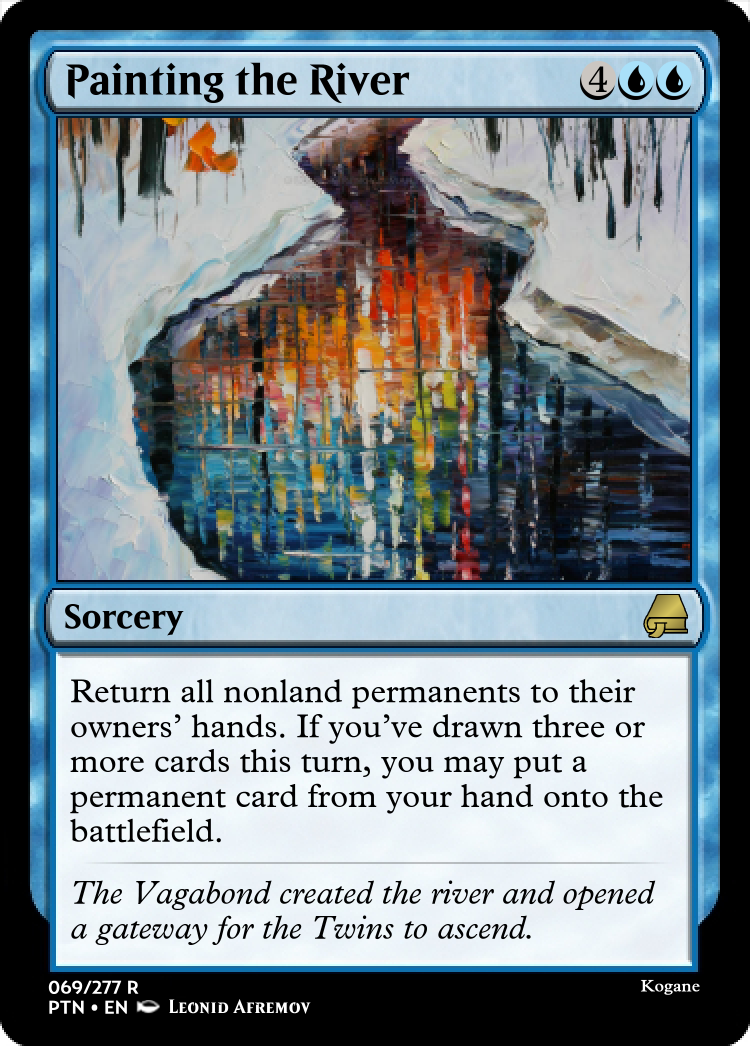 Painting the River 4
Sorcery
Return all nonland permanents to their
owners’ hands. If you’ve drawn three or
more cards this turn, you may put a
permanent card from your hand onto the
battlefield.
The Vagabond created the river and opened
a gateway for the Twins to ascend.
069/277 R
Kogane
PTN • EN Leonid Afremov